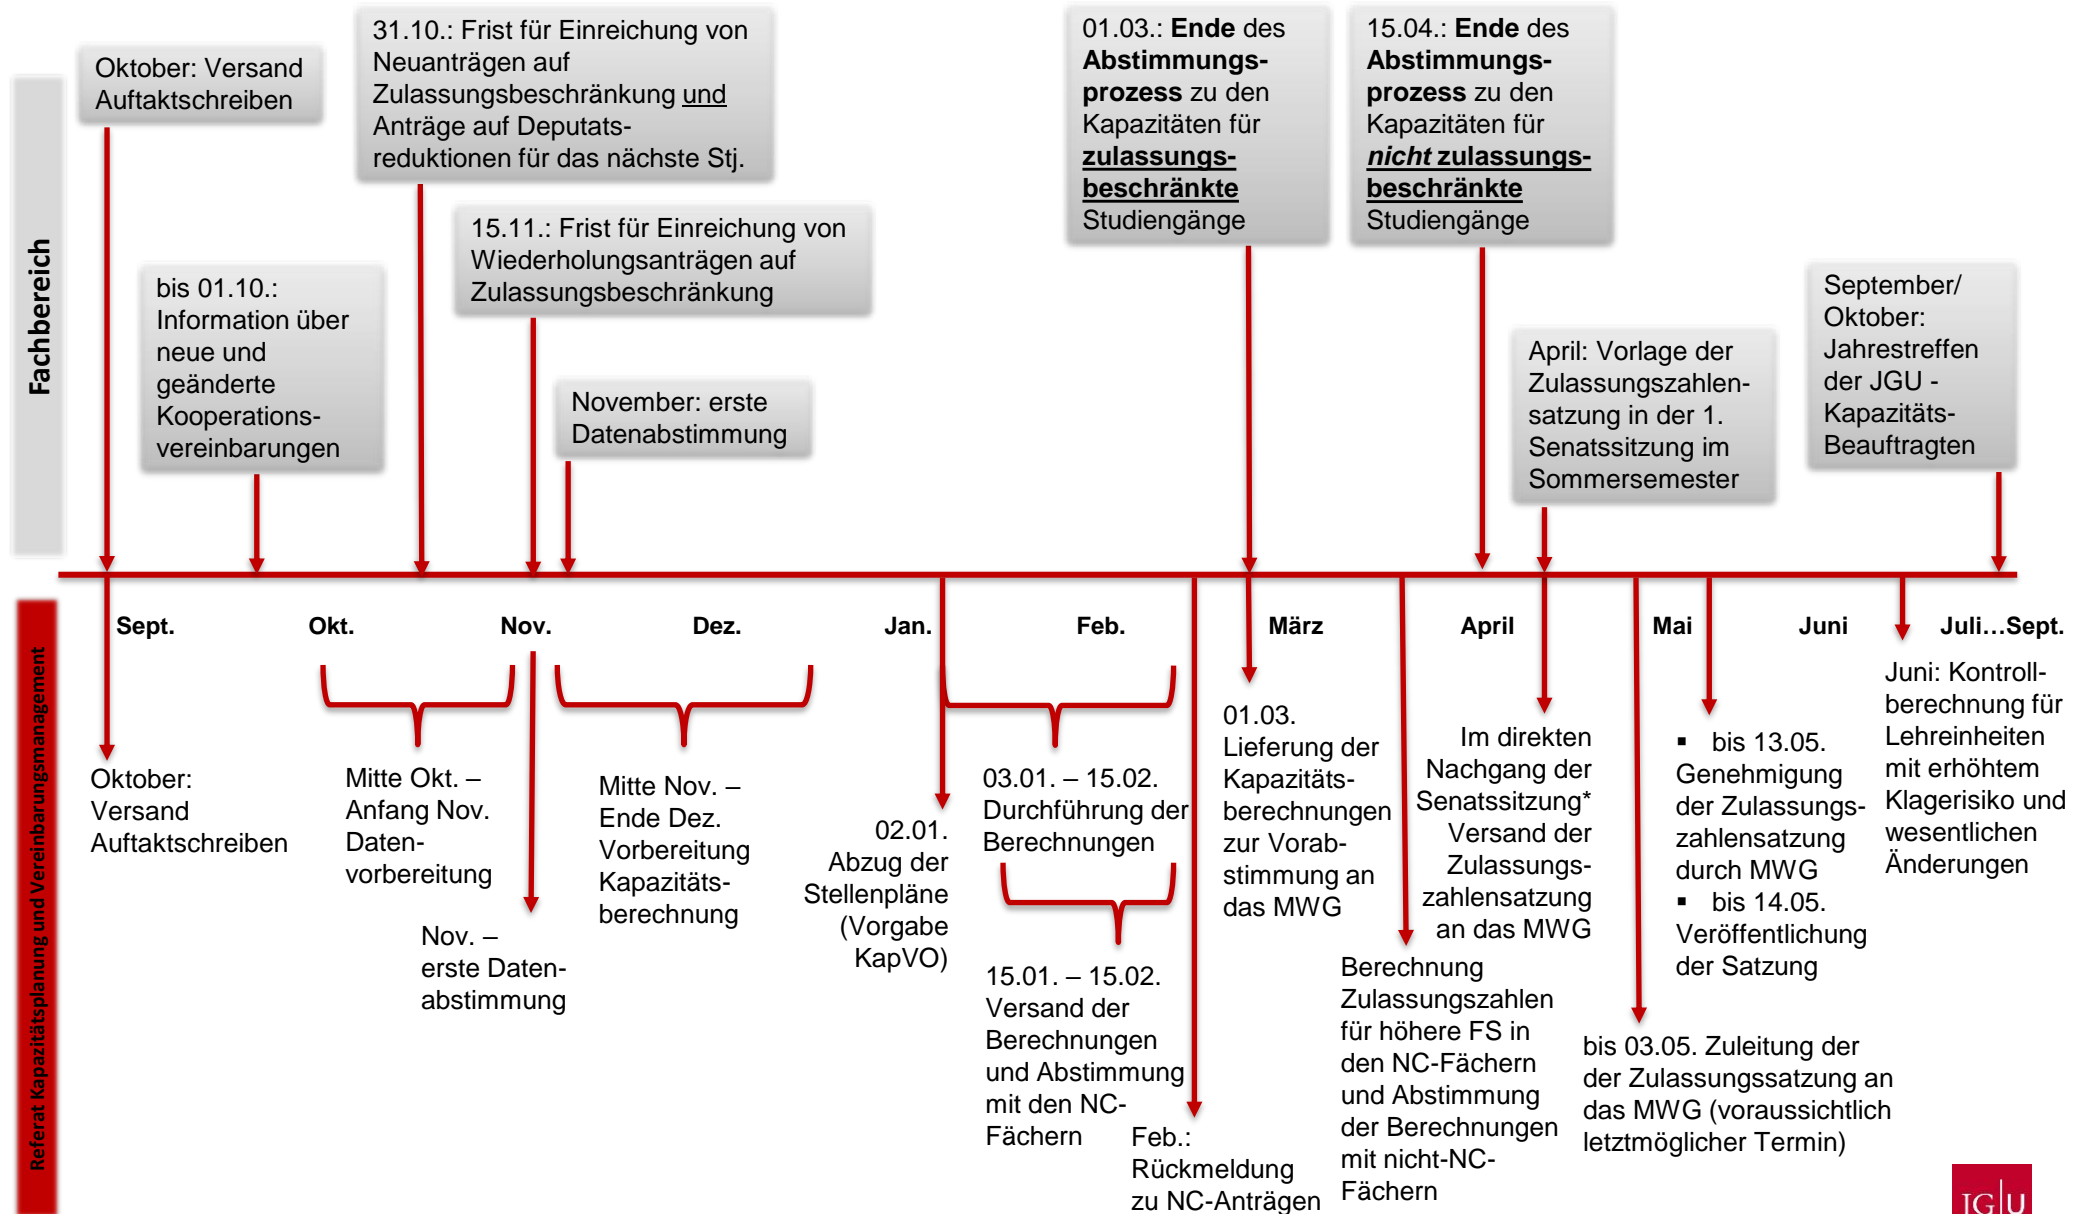 Fachbereich
Oktober: Versand
Auftaktschreiben
bis 01.10.:
Information über
neue und
geänderte
Kooperations-
vereinbarungen
31.10.: Frist für Einreichung von
Neuanträgen auf
Zulassungsbeschränkung und
Anträge auf Deputats-
reduktionen für das nächste Stj.
15.11.: Frist für Einreichung von
Wiederholungsanträgen auf
Zulassungsbeschränkung
November: erste
Datenabstimmung
01.03.: Ende des
Abstimmungs-
prozess zu den
Kapazitäten für
zulassungs-
beschränkte
Studiengänge
15.04.: Ende des
Abstimmungs-
prozess zu den
Kapazitäten für
nicht zulassungs-
beschränkte
Studiengänge
April: Vorlage der
Zulassungszahlen-
satzung in der 1.
Senatssitzung im
Sommersemester
September/
Oktober:
Jahrestreffen
der JGU -
Kapazitäts-
Beauftragten
Sept. Okt. Nov. Dez. Jan. Feb. März April Mai Juni Juli…Sept.
Referat Kapazitätsplanung und Vereinbarungsmanagement
Oktober:
Versand
Auftaktschreiben
Mitte Okt. –
Anfang Nov.
Daten-
vorbereitung
Nov. –
erste Daten-
abstimmung
Mitte Nov. –
Ende Dez.
Vorbereitung
Kapazitäts-
berechnung
02.01.
Abzug der
Stellenpläne
(Vorgabe
KapVO)
03.01. – 15.02.
Durchführung der
Berechnungen
15.01. – 15.02.
Versand der
Berechnungen
und Abstimmung
mit den NC-
Fächern
Feb.:
Rückmeldung
zu NC-Anträgen
01.03.
Lieferung der
Kapazitäts-
berechnungen
zur Vorab-
stimmung an
das MWG
Berechnung
Zulassungszahlen
für höhere FS in
den NC-Fächern
und Abstimmung
der Berechnungen
mit nicht-NC-
Fächern
Im direkten
Nachgang der
Senatssitzung*
Versand der
Zulassungs-
zahlensatzung
an das MWG
bis 03.05. Zuleitung der
der Zulassungssatzung an
das MWG (voraussichtlich
letztmöglicher Termin)
▪ bis 13.05.
Genehmigung
der Zulassungs-
zahlensatzung
durch MWG
▪ bis 14.05.
Veröffentlichung
der Satzung
Juni: Kontroll-
berechnung für
Lehreinheiten
mit erhöhtem
Klagerisiko und
wesentlichen
Änderungen
JG|U